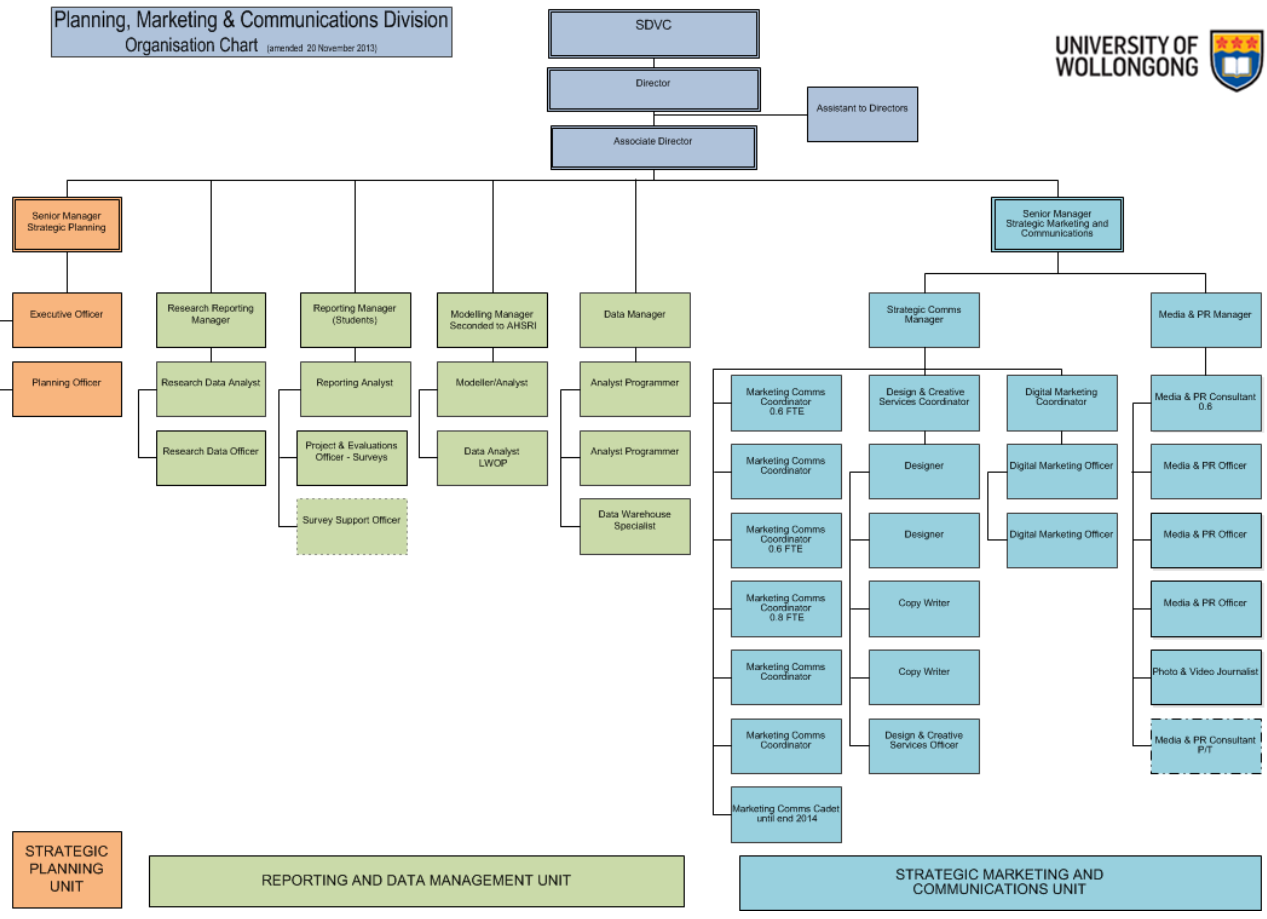 Planning, Marketing & Communications Division
Organisation Chart (amended 20 November 2013)
SDVC
UNIVERSITY OF
WOLLONGONG
Director
Assistant to Directors
Associate Director
Senior Manager
Strategic Planning
Senior Manager
Strategic Marketing and
Communications
Executive Officer
Research Reporting
Manager
Reporting Manager
(Students)
Modelling Manager
Seconded to AHSRI
Data Manager
Strategic Comms
Manager
Media & PR Manager
Planning Officer
Research Data Analyst
Reporting Analyst
Modeller/Analyst
Analyst Programmer
Marketing Comms
Coordinator
0.6 FTE
Design & Creative
Services Coordinator
Digital Marketing
Coordinator
Media & PR Consultant
0.6
Research Data Officer
Project & Evaluations
Officer - Surveys
Data Analyst
LWOP
Analyst Programmer
Marketing Comms
Coordinator
Designer
Digital Marketing Officer
Media & PR Officer
Survey Support Officer
Data Warehouse
Specialist
Marketing Comms
Coordinator
0.6 FTE
Designer
Digital Marketing Officer
Media & PR Officer
Marketing Comms
Coordinator
0.8 FTE
Copy Writer
Media & PR Officer
Marketing Comms
Coordinator
Copy Writer
Photo & Video Journalist
Marketing Comms
Coordinator
Design & Creative
Services Officer
Media & PR Consultant
P/T
Marketing Comms Cadet
until end 2014
STRATEGIC
PLANNING
UNIT
REPORTING AND DATA MANAGEMENT UNIT
STRATEGIC MARKETING AND
COMMUNICATIONS UNIT